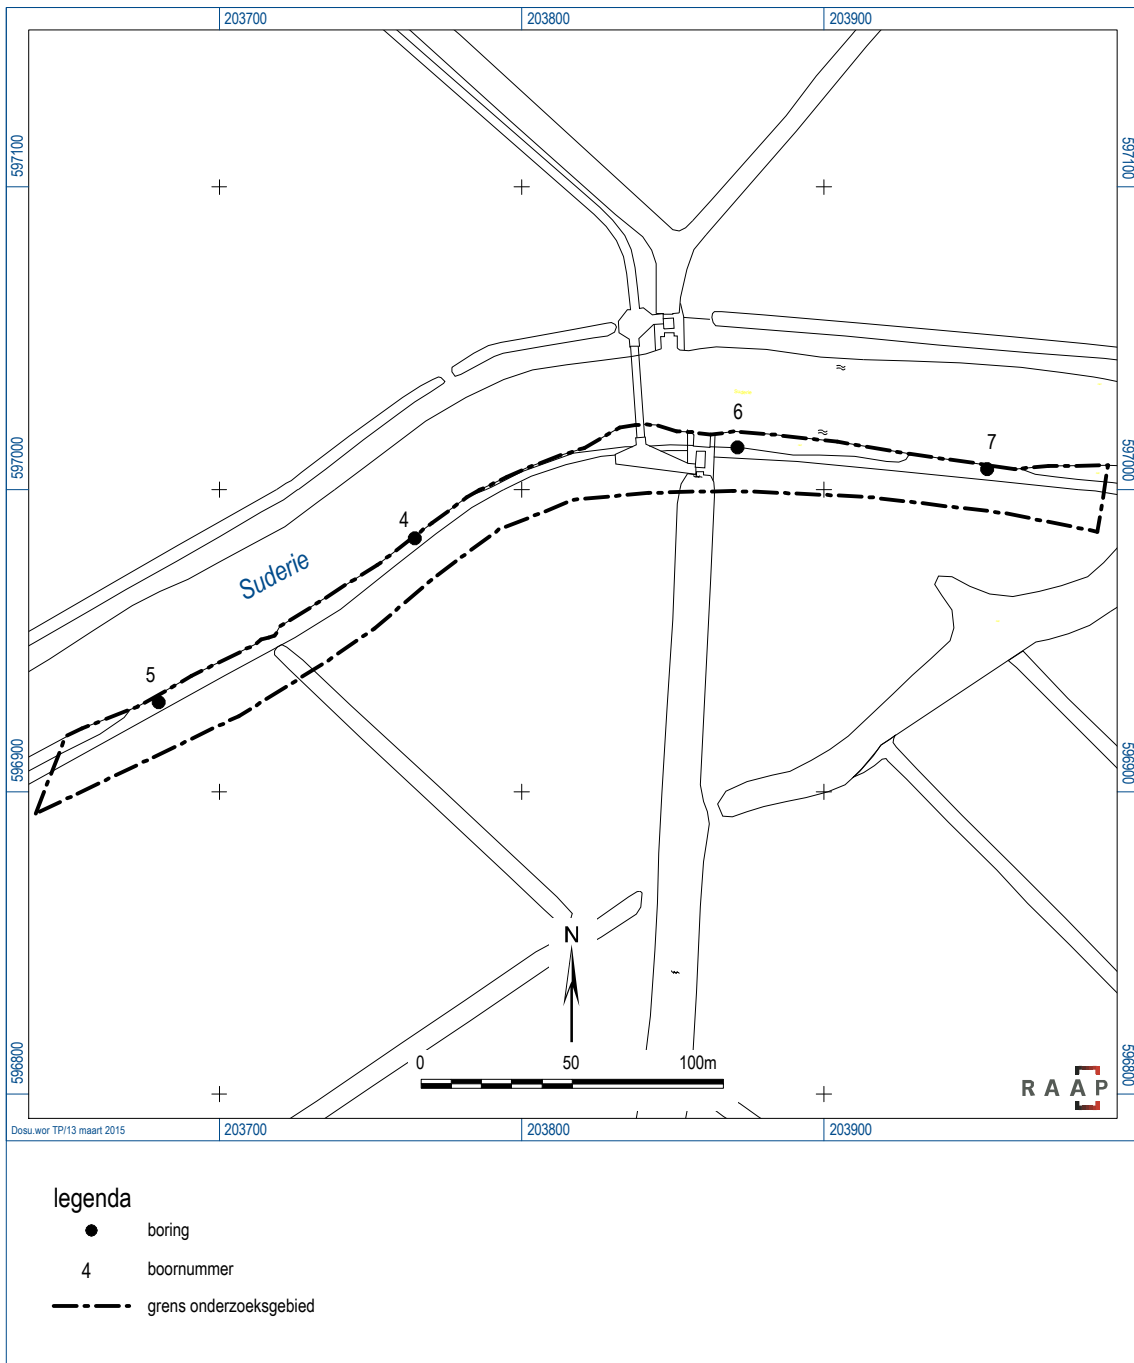 203700 203800 203900
597100 597100
6
7
597000 597000
4
Suderie
5
596900 596900
N
0 50 100m
596800 596800
RAAP
Dosu.wor TP/13 maart 2015
203700 203800 203900
legenda
boring
4 boornummer
grens onderzoeksgebied